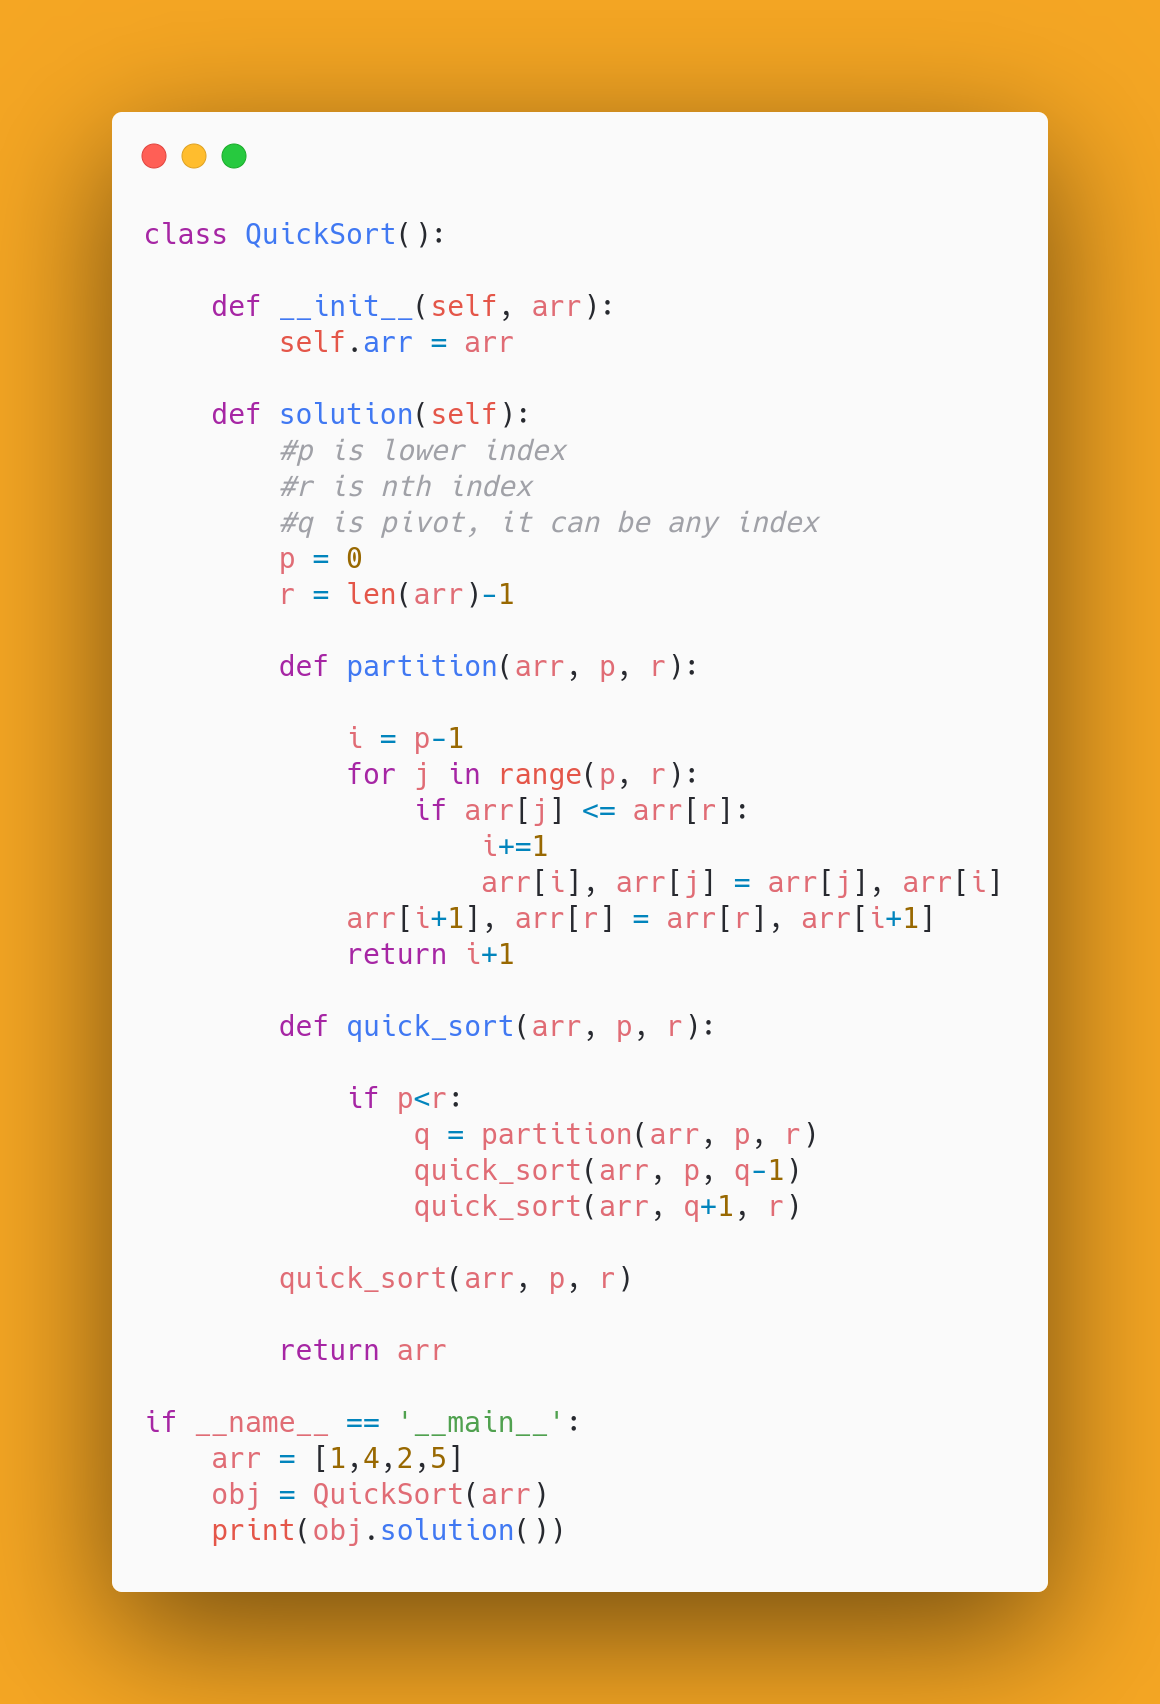 class QuickSort():

    def __init__(self, arr):
        self.arr = arr

    def solution(self):
        #p is lower index
        #r is nth index
        #q is pivot, it can be any index
        p = 0
        r = len(arr)-1

        def partition(arr, p, r):

            i = p-1
            for j in range(p, r):
                if arr[j] <= arr[r]:
                    i+=1
                    arr[i], arr[j] = arr[j], arr[i]
            arr[i+1], arr[r] = arr[r], arr[i+1]
            return i+1

        def quick_sort(arr, p, r):

            if p<r:
                q = partition(arr, p, r)
                quick_sort(arr, p, q-1)
                quick_sort(arr, q+1, r)

        quick_sort(arr, p, r)

        return arr

if __name__ == '__main__':
    arr = [1,4,2,5]
    obj = QuickSort(arr)
    print(obj.solution())